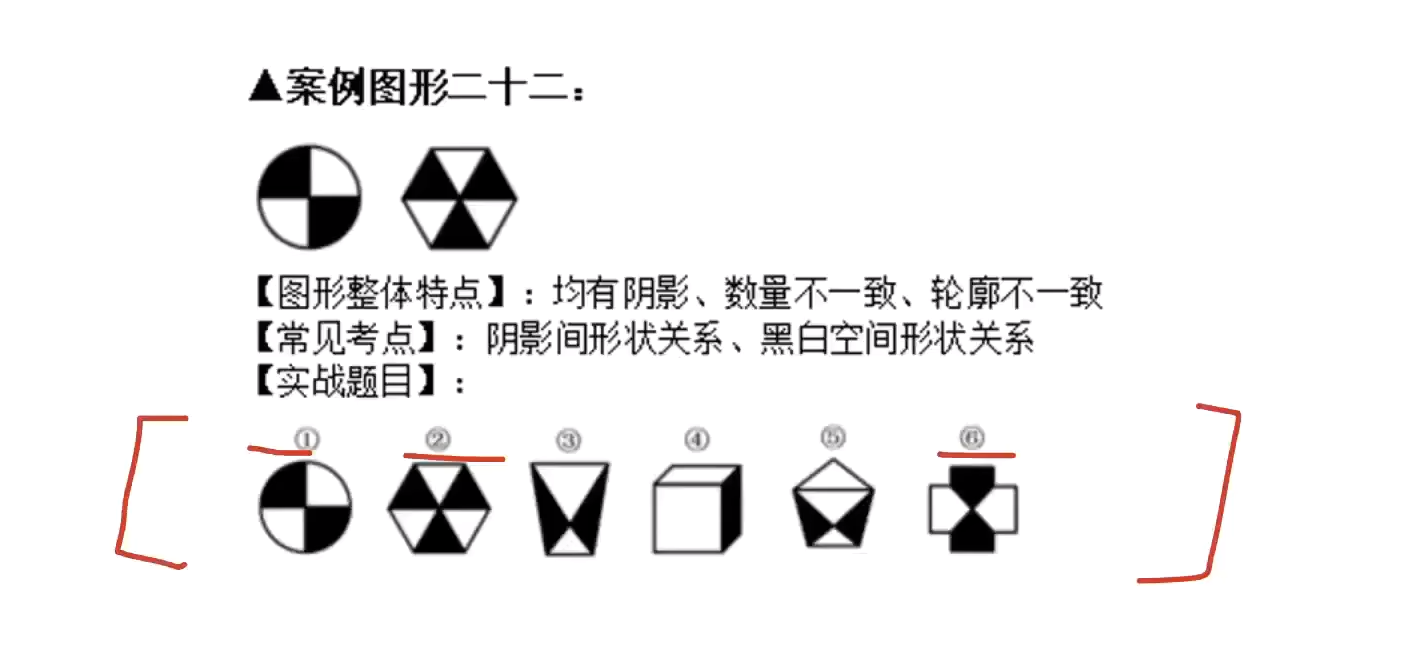 ▲案例图形二十二：
【图形整体特点】：均有阴影、数量不一致、轮廓不一致
【常见考点】：阴影间形状关系、黑白空间形状关系
【实战题目】：
① ② ③ ④ ⑤ ⑥